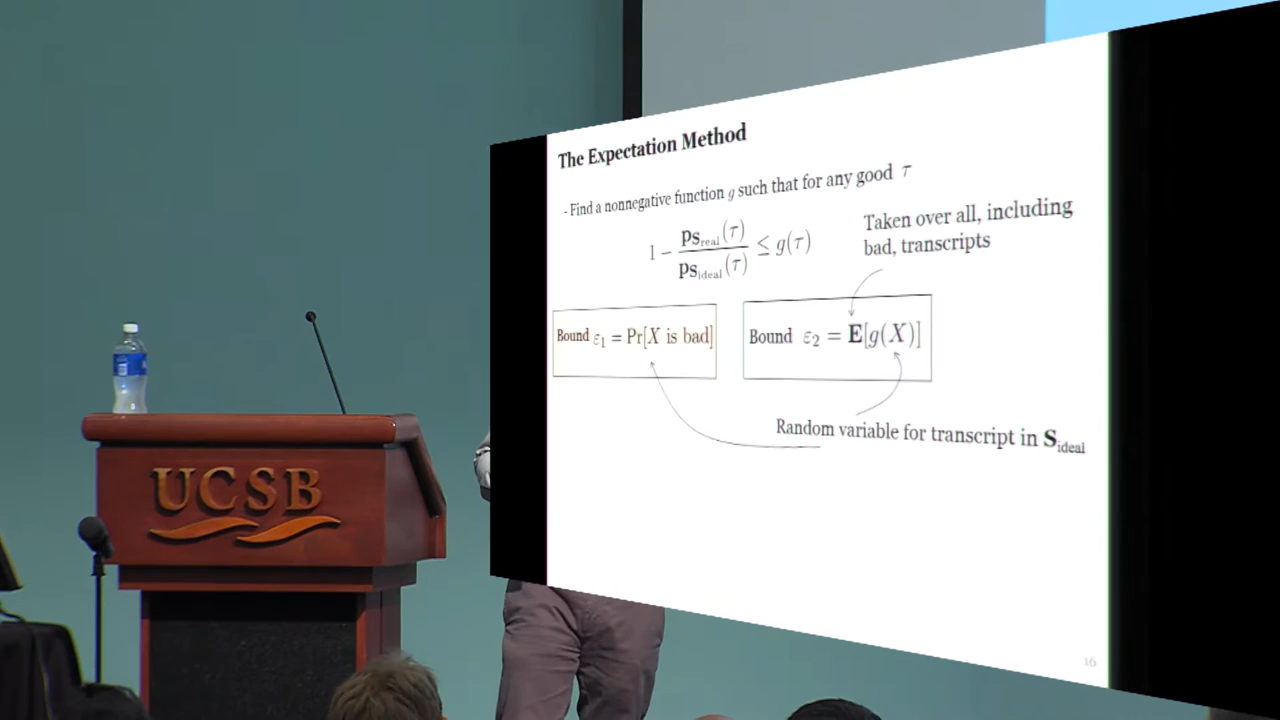 The Expectation Method
- Find a nonnegative function g such that for any good τ
1 - ps_real(τ) / ps_ideal(τ) ≤ g(τ)
Taken over all, including
bad, transcripts
Bound ε₁ = Pr[X is bad]
Bound ε₂ = E[g(X)]
Random variable for transcript in S_ideal
16
UCSB